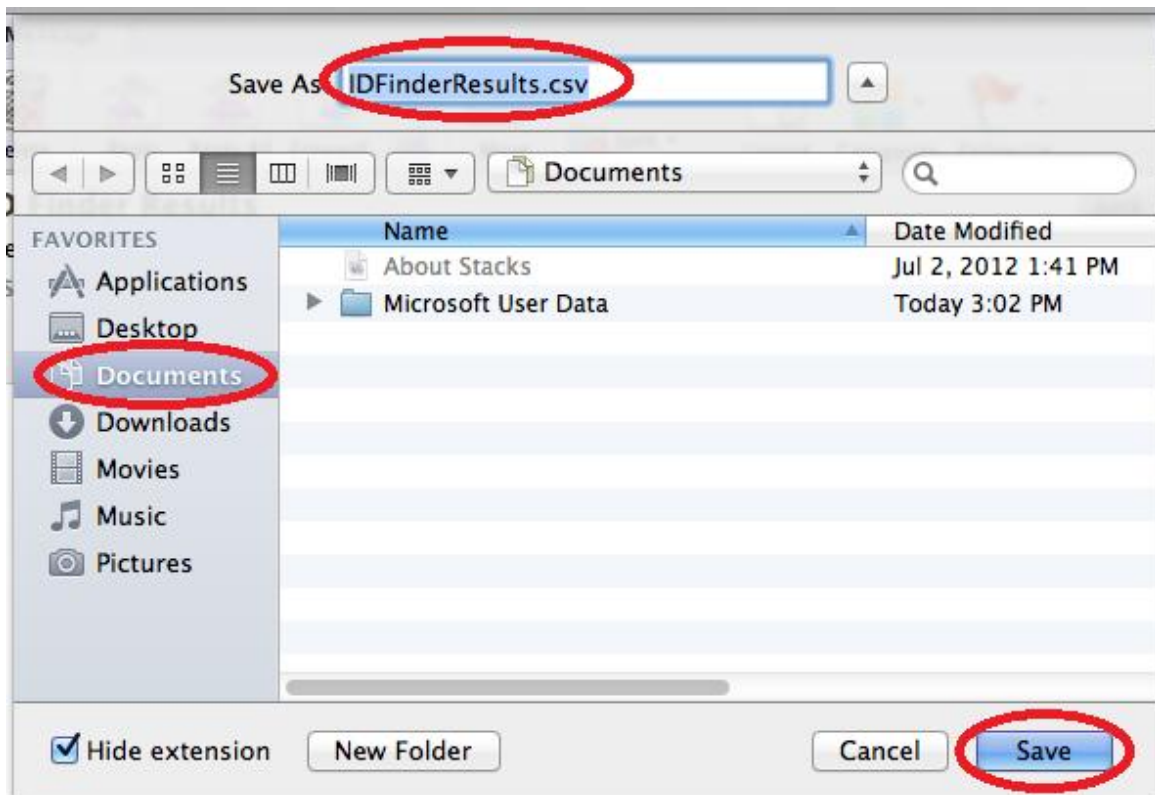 Save As IDFinderResults.csv
Documents
FAVORITES
Applications
Desktop
Documents
Downloads
Movies
Music
Pictures
Name Date Modified
About Stacks Jul 2, 2012 1:41 PM
Microsoft User Data Today 3:02 PM
Hide extension New Folder Cancel Save